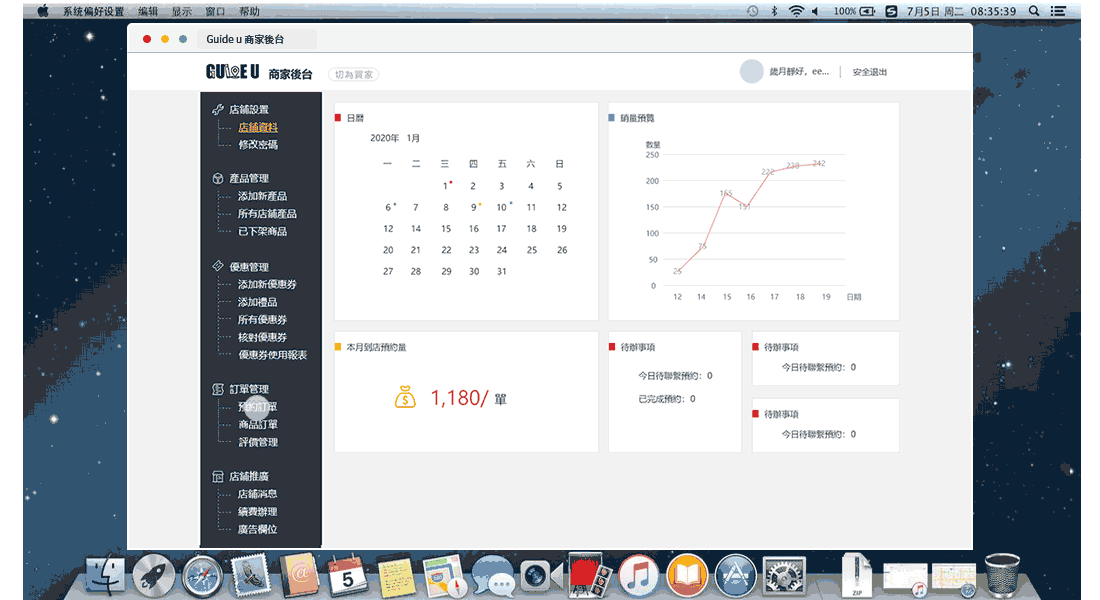 系统偏好设置 编辑 显示 窗口 帮助 100% 7月5日 周二 08:35:39
Guide u 商家後台
GUIDE U 商家後台 切為買家 歲月靜好，ee... 安全退出
店鋪設置
店鋪資料
修改密碼
產品管理
添加新產品
所有店鋪產品
已下架商品
優惠管理
添加新優惠券
添加禮品
所有優惠券
核對優惠券
優惠券使用報表
訂單管理
預約訂單
商品訂單
評價管理
店鋪推廣
店鋪消息
續費辦理
廣告欄位
日曆
2020年 1月
一 二 三 四 五 六 日
1 2 3 4 5
6 7 8 9 10 11 12
12 14 15 16 17 18 19
20 21 22 23 24 25 26
27 28 29 30 31
銷量預覽
數量
250
200
150
100
50
0
25 75 165 151 222 230 242
12 14 15 16 17 18 19 日期
本月到店預約量
1,180/ 單
待辦事項
今日待聯繫預約：0
已完成預約：0
待辦事項
今日待聯繫預約：0
待辦事項
今日待聯繫預約：0
5
ZIP